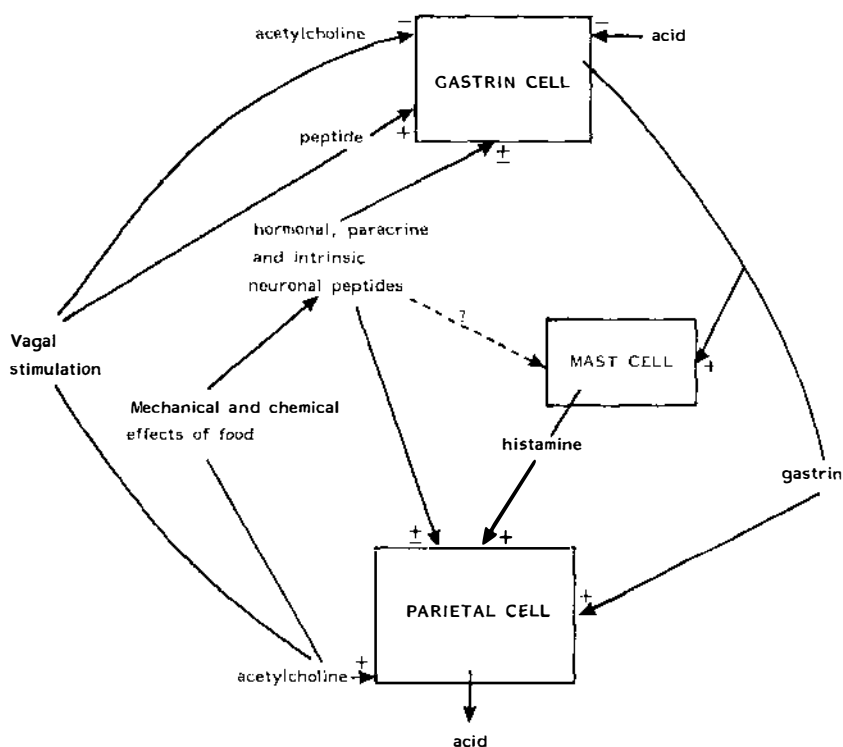 acetylcholine
−
−
acid
GASTRIN CELL
peptide
+
±
hormonal, paracrine
and intrinsic
neuronal peptides
?
Vagal
stimulation
MAST CELL
+
Mechanical and chemical
effects of food
histamine
gastrin
±
+
+
PARIETAL CELL
+
acetylcholine
acid